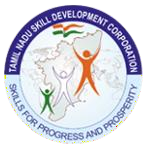 TAMIL NADU SKILL DEVELOPMENT CORPORATION
SKILLS FOR PROGRESS AND PROSPERITY